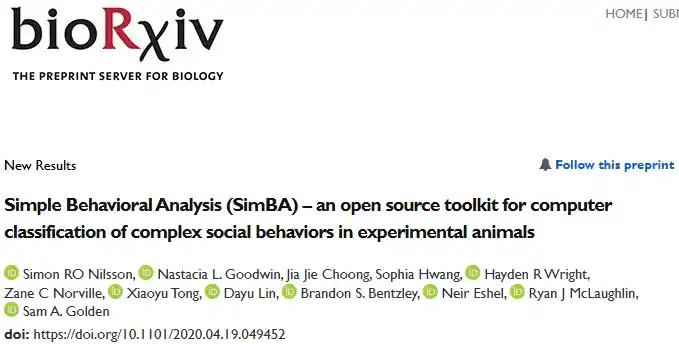 bioRχiv
HOME| SUBM
THE PREPRINT SERVER FOR BIOLOGY
New Results
Follow this preprint
Simple Behavioral Analysis (SimBA) – an open source toolkit for computer
classification of complex social behaviors in experimental animals
Simon RO Nilsson, Nastacia L. Goodwin, Jia Jie Choong, Sophia Hwang, Hayden R Wright,
Zane C Norville, Xiaoyu Tong, Dayu Lin, Brandon S. Bentzley, Neir Eshel, Ryan J McLaughlin,
Sam A. Golden
doi: https://doi.org/10.1101/2020.04.19.049452